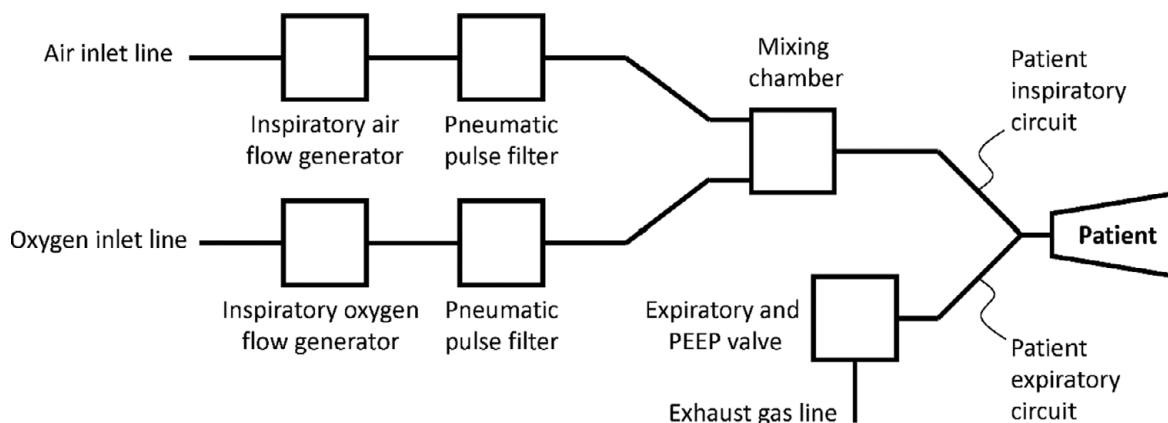 Air inlet line
Inspiratory air
flow generator
Pneumatic
pulse filter
Mixing
chamber
Patient
inspiratory
circuit
Oxygen inlet line
Inspiratory oxygen
flow generator
Pneumatic
pulse filter
Patient
Expiratory and
PEEP valve
Exhaust gas line
Patient
expiratory
circuit